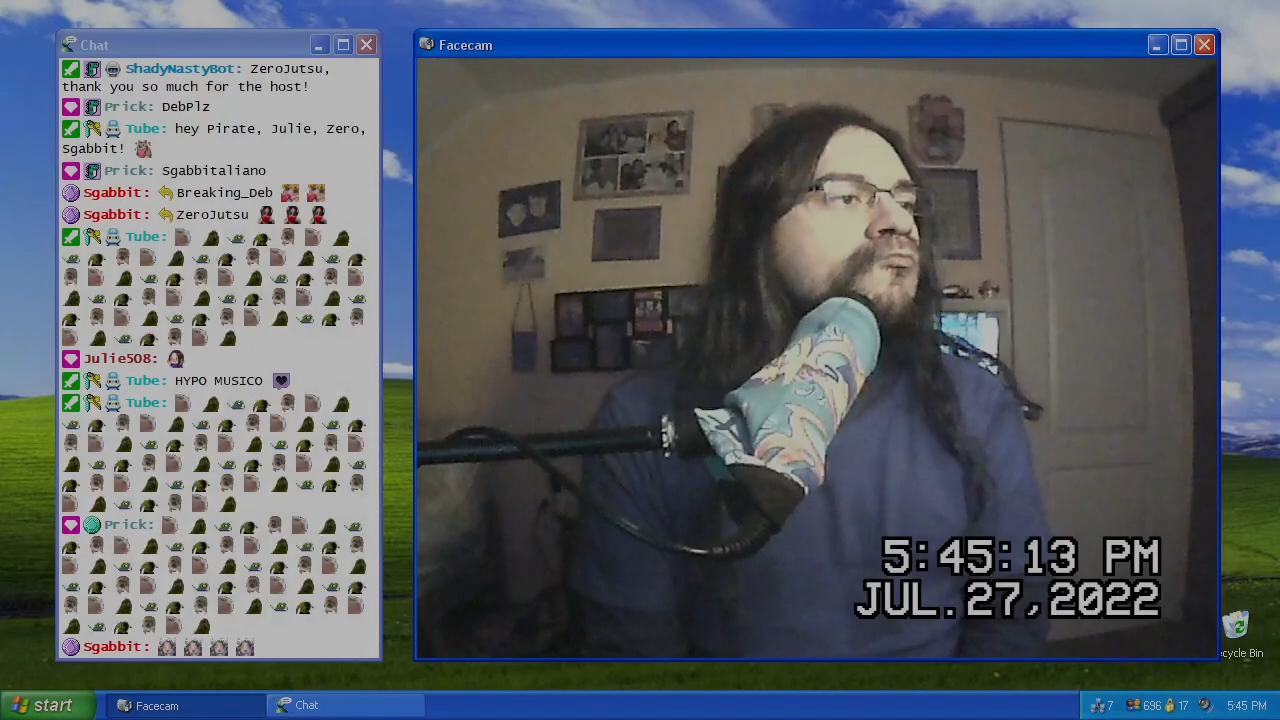 Chat
ShadyNastyBot: ZeroJutsu,
thank you so much for the host!
Prick: DebPlz
Tube: hey Pirate, Julie, Zero,
Sgabbit!
Prick: Sgabbitaliano
Sgabbit: Breaking_Deb
Sgabbit: ZeroJutsu
Tube:
Julie508:
Tube: HYPO MUSICO
Tube:
Prick:
Sgabbit:
Facecam
5:45:13 PM
JUL.27,2022
cycle Bin
start
Facecam
Chat
7
696
17
5:45 PM